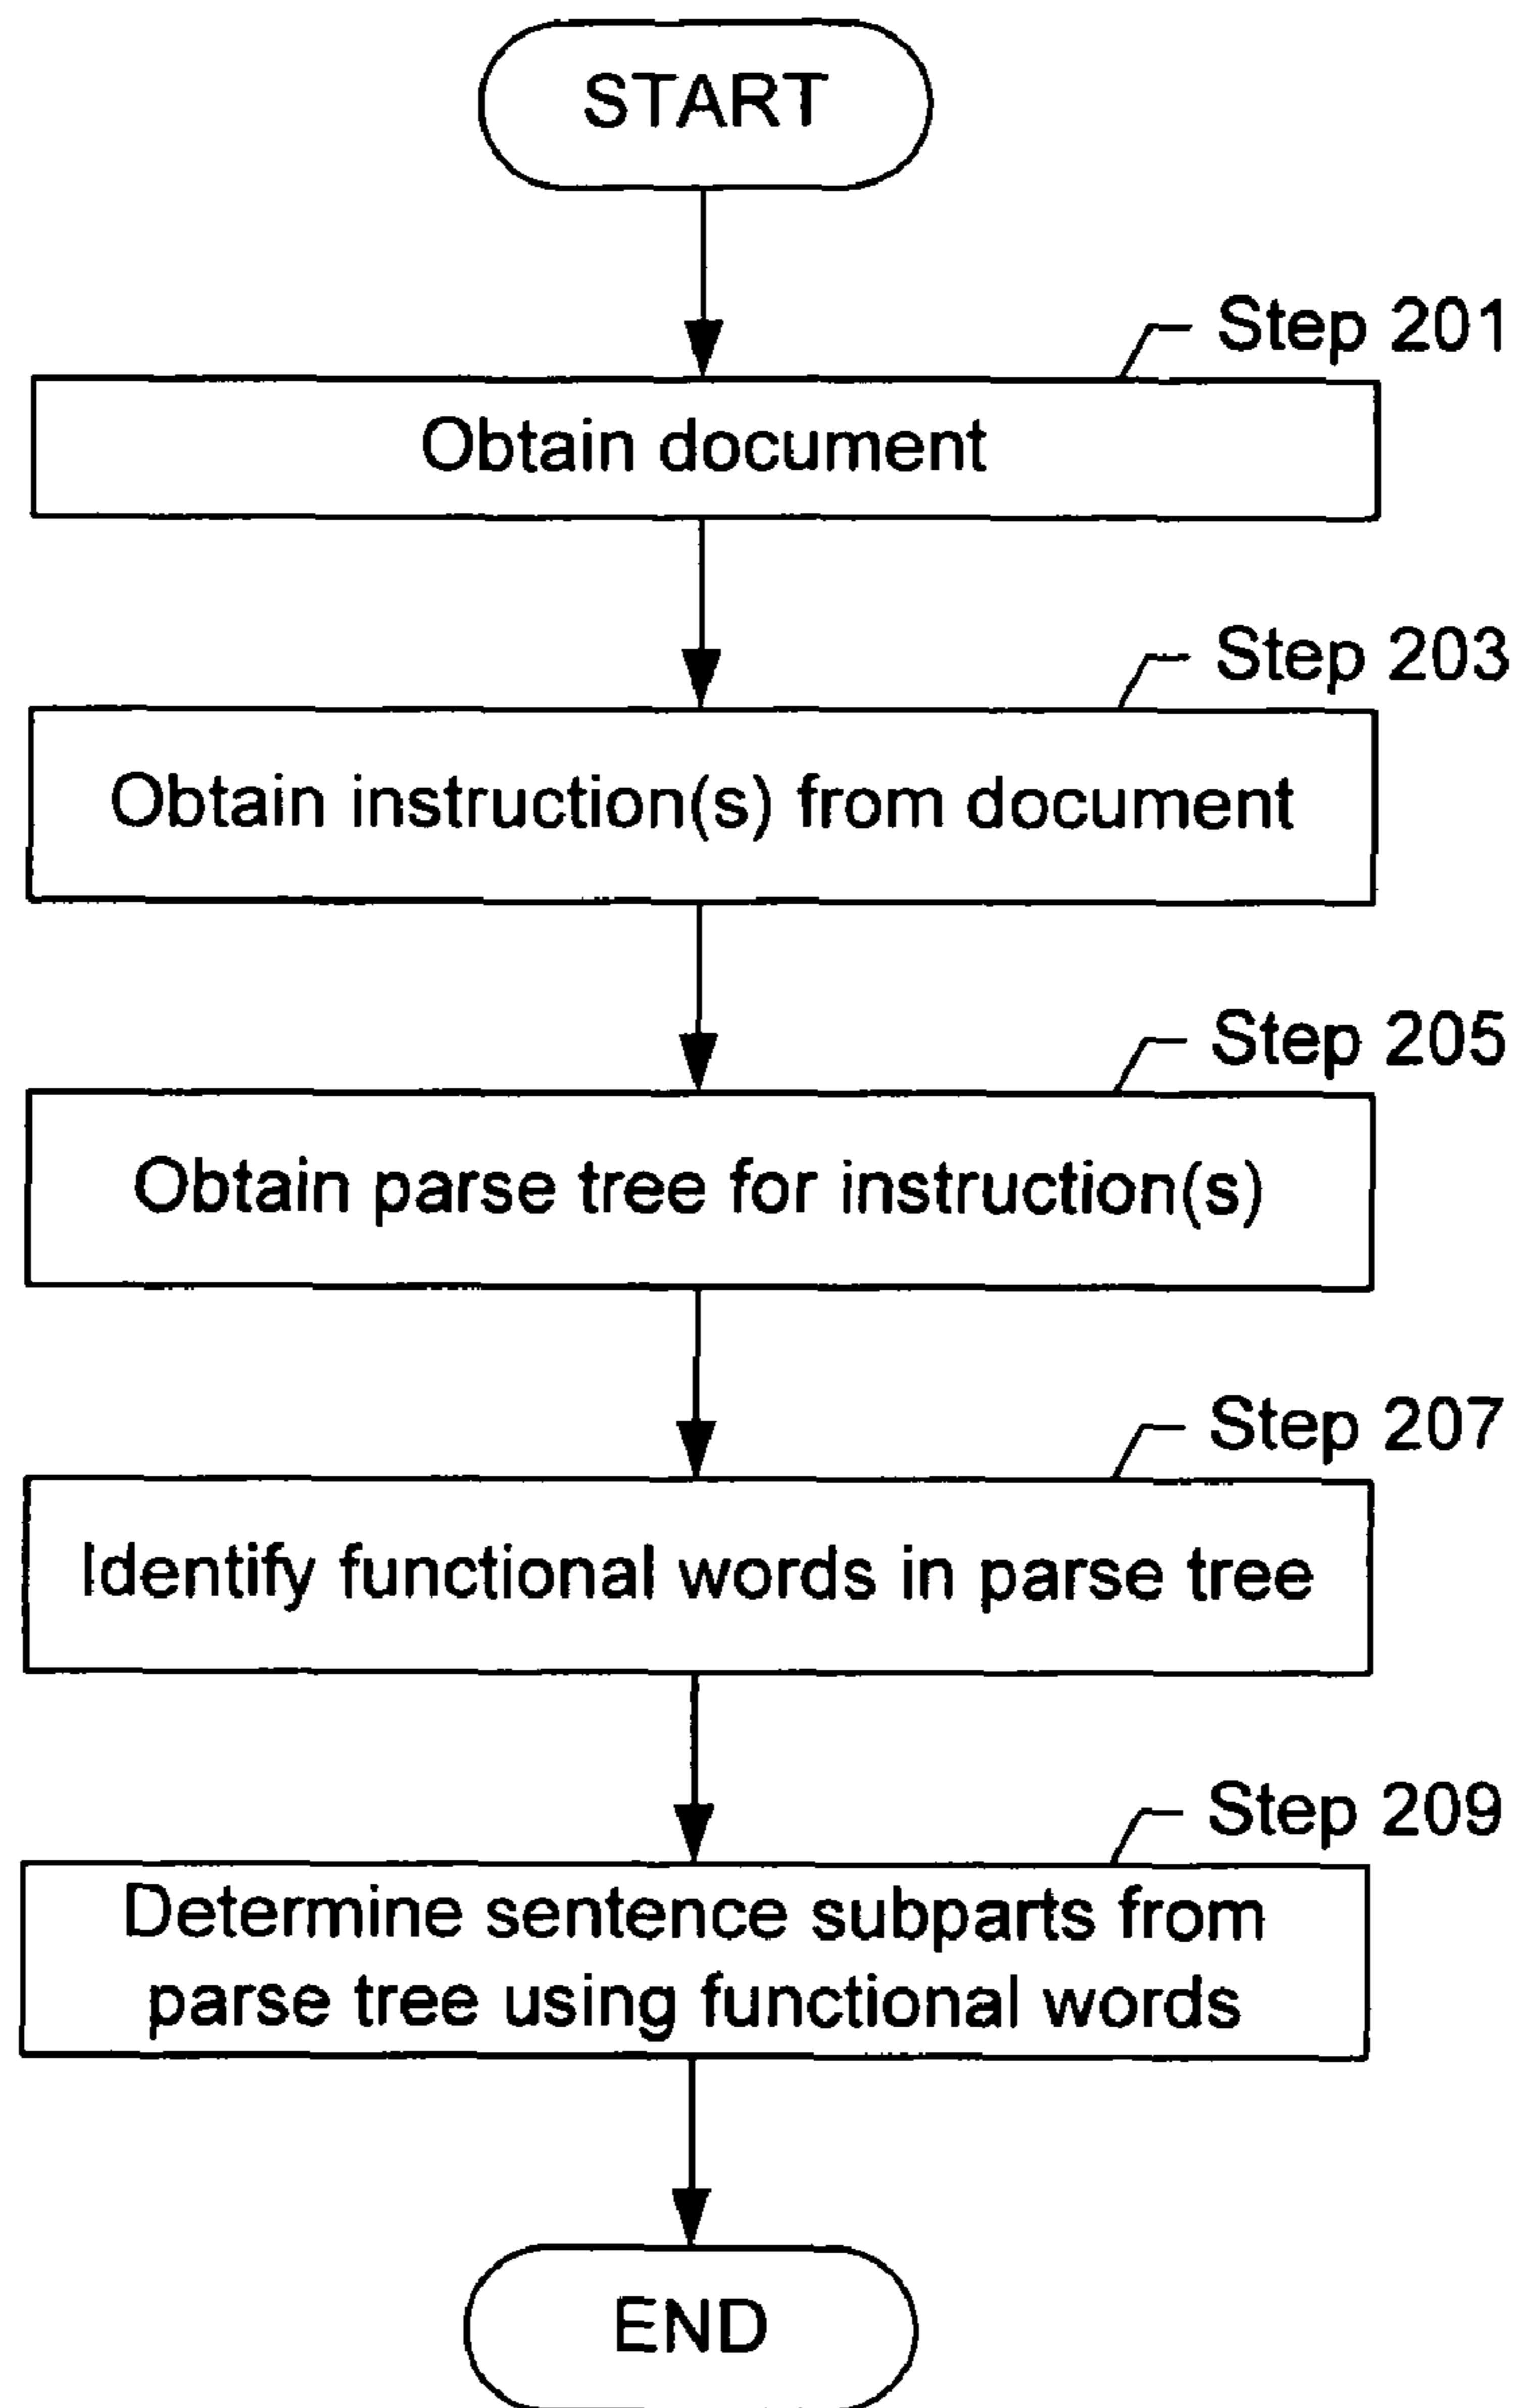 START
Step 201
Obtain document
Step 203
Obtain instruction(s) from document
Step 205
Obtain parse tree for instruction(s)
Step 207
Identify functional words in parse tree
Step 209
Determine sentence subparts from
parse tree using functional words
END